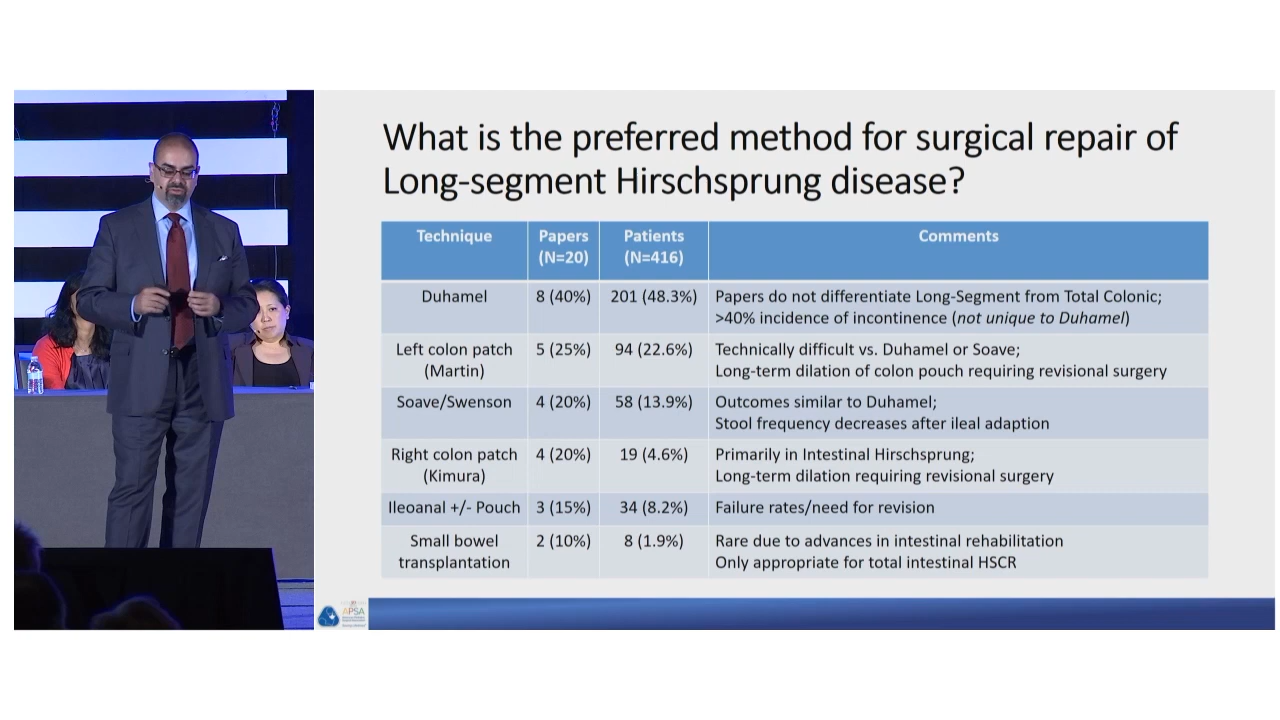 What is the preferred method for surgical repair of
Long-segment Hirschsprung disease?
Technique Papers (N=20) Patients (N=416) Comments
Duhamel 8 (40%) 201 (48.3%) Papers do not differentiate Long-Segment from Total Colonic;
>40% incidence of incontinence (not unique to Duhamel)
Left colon patch (Martin) 5 (25%) 94 (22.6%) Technically difficult vs. Duhamel or Soave;
Long-term dilation of colon pouch requiring revisional surgery
Soave/Swenson 4 (20%) 58 (13.9%) Outcomes similar to Duhamel;
Stool frequency decreases after ileal adaption
Right colon patch (Kimura) 4 (20%) 19 (4.6%) Primarily in Intestinal Hirschsprung;
Long-term dilation requiring revisional surgery
Ileoanal +/- Pouch 3 (15%) 34 (8.2%) Failure rates/need for revision
Small bowel transplantation 2 (10%) 8 (1.9%) Rare due to advances in intestinal rehabilitation
Only appropriate for total intestinal HSCR
APSA